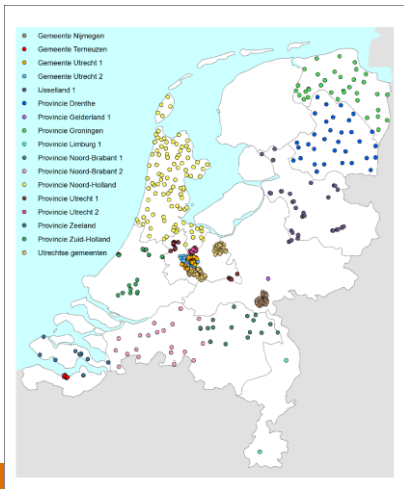 Gemeente Nijmegen
Gemeente Terneuzen
Gemeente Utrecht 1
Gemeente Utrecht 2
IJsselland 1
Provincie Drenthe
Provincie Gelderland 1
Provincie Groningen
Provincie Limburg 1
Provincie Noord-Brabant 1
Provincie Noord-Brabant 2
Provincie Noord-Holland
Provincie Utrecht 1
Provincie Utrecht 2
Provincie Zeeland
Provincie Zuid-Holland
Utrechtse gemeenten